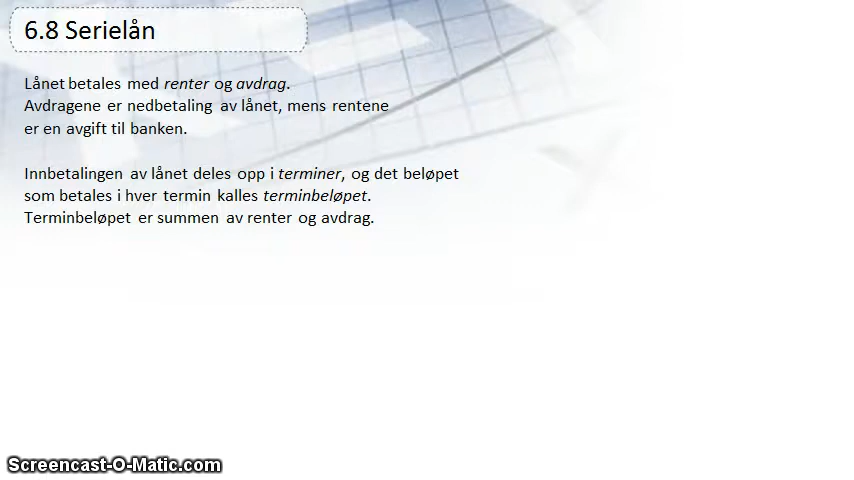 6.8 Serielån
Lånet betales med renter og avdrag.
Avdragene er nedbetaling av lånet, mens rentene
er en avgift til banken.
Innbetalingen av lånet deles opp i terminer, og det beløpet
som betales i hver termin kalles terminbeløpet.
Terminbeløpet er summen av renter og avdrag.
Screencast-O-Matic.com